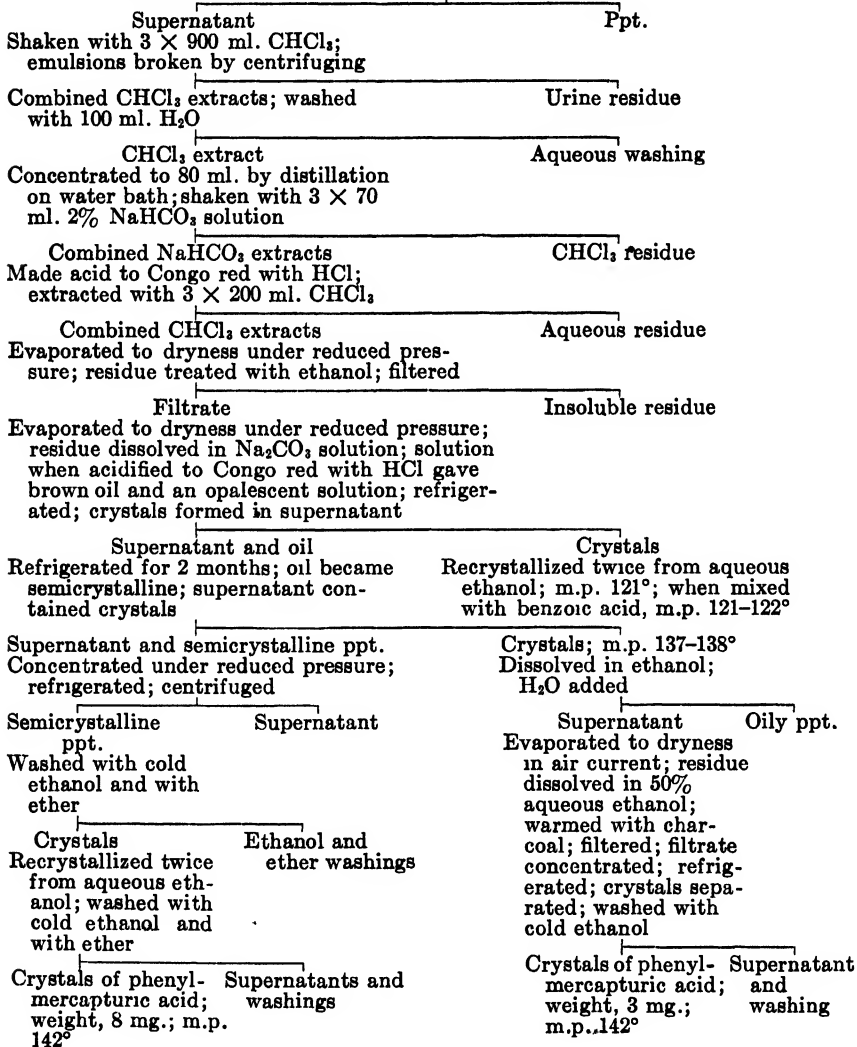 Supernatant
Ppt.
Shaken with 3 × 900 ml. CHCl₃;
emulsions broken by centrifuging
Combined CHCl₃ extracts; washed
with 100 ml. H₂O
Urine residue
CHCl₃ extract
Aqueous washing
Concentrated to 80 ml. by distillation
on water bath; shaken with 3 × 70
ml. 2% NaHCO₃ solution
Combined NaHCO₃ extracts
CHCl₃ residue
Made acid to Congo red with HCl;
extracted with 3 × 200 ml. CHCl₃
Combined CHCl₃ extracts
Aqueous residue
Evaporated to dryness under reduced pres-
sure; residue treated with ethanol; filtered
Filtrate
Insoluble residue
Evaporated to dryness under reduced pressure;
residue dissolved in Na₂CO₃ solution; solution
when acidified to Congo red with HCl gave
brown oil and an opalescent solution; refriger-
ated; crystals formed in supernatant
Supernatant and oil
Refrigerated for 2 months; oil became
semicrystalline; supernatant con-
tained crystals
Crystals
Recrystallized twice from aqueous
ethanol; m.p. 121°; when mixed
with benzoic acid, m.p. 121–122°
Supernatant and semicrystalline ppt.
Concentrated under reduced pressure;
refrigerated; centrifuged
Crystals; m.p. 137–138°
Dissolved in ethanol;
H₂O added
Semicrystalline
ppt.
Washed with cold
ethanol and with
ether
Supernatant
Supernatant
Evaporated to dryness
in air current; residue
dissolved in 50%
aqueous ethanol;
warmed with char-
coal; filtered; filtrate
concentrated; refrig-
erated; crystals sepa-
rated; washed with
cold ethanol
Oily ppt.
Crystals
Recrystallized twice
from aqueous eth-
anol; washed with
cold ethanol and
with ether
Ethanol and
ether washings
Crystals of phenyl-
mercapturic acid;
weight, 8 mg.; m.p.
142°
Supernatants and
washings
Crystals of phenyl-
mercapturic acid;
weight, 3 mg.;
m.p. 142°
Supernatant
and
washing